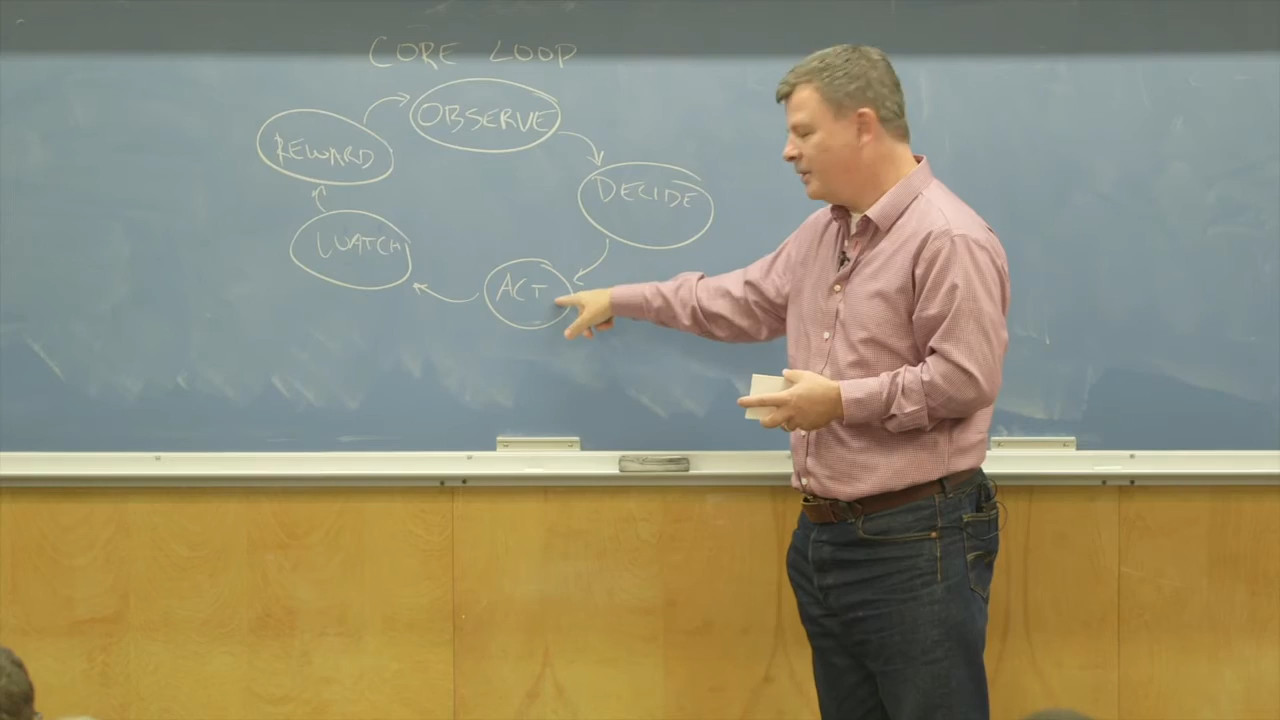 CORE LOOP
OBSERVE
DECIDE
ACT
WATCH
REWARD